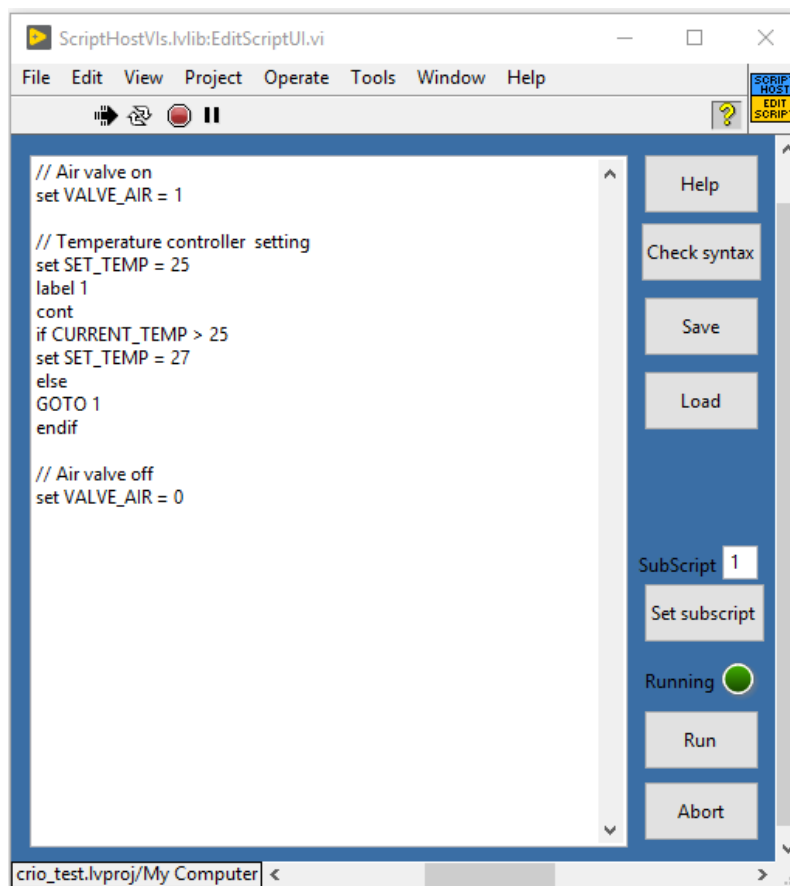 ScriptHostVIs.lvlib:EditScriptUI.vi
File Edit View Project Operate Tools Window Help
SCRIPT
HOST
EDIT
SCRIPT
// Air valve on
set VALVE_AIR = 1
// Temperature controller  setting
set SET_TEMP = 25
label 1
cont
if CURRENT_TEMP > 25
set SET_TEMP = 27
else
GOTO 1
endif
// Air valve off
set VALVE_AIR = 0
Help
Check syntax
Save
Load
SubScript 1
Set subscript
Running
Run
Abort
crio_test.lvproj/My Computer